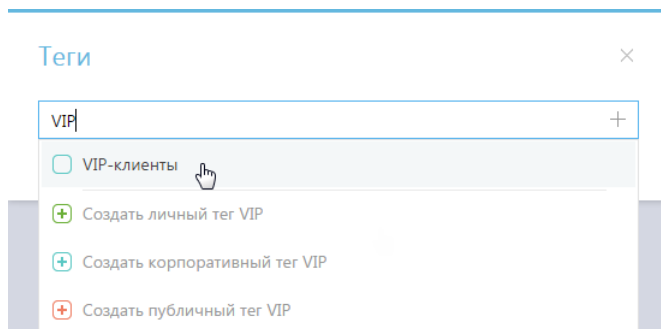 Теги
VIP
VIP-клиенты
Создать личный тег VIP
Создать корпоративный тег VIP
Создать публичный тег VIP